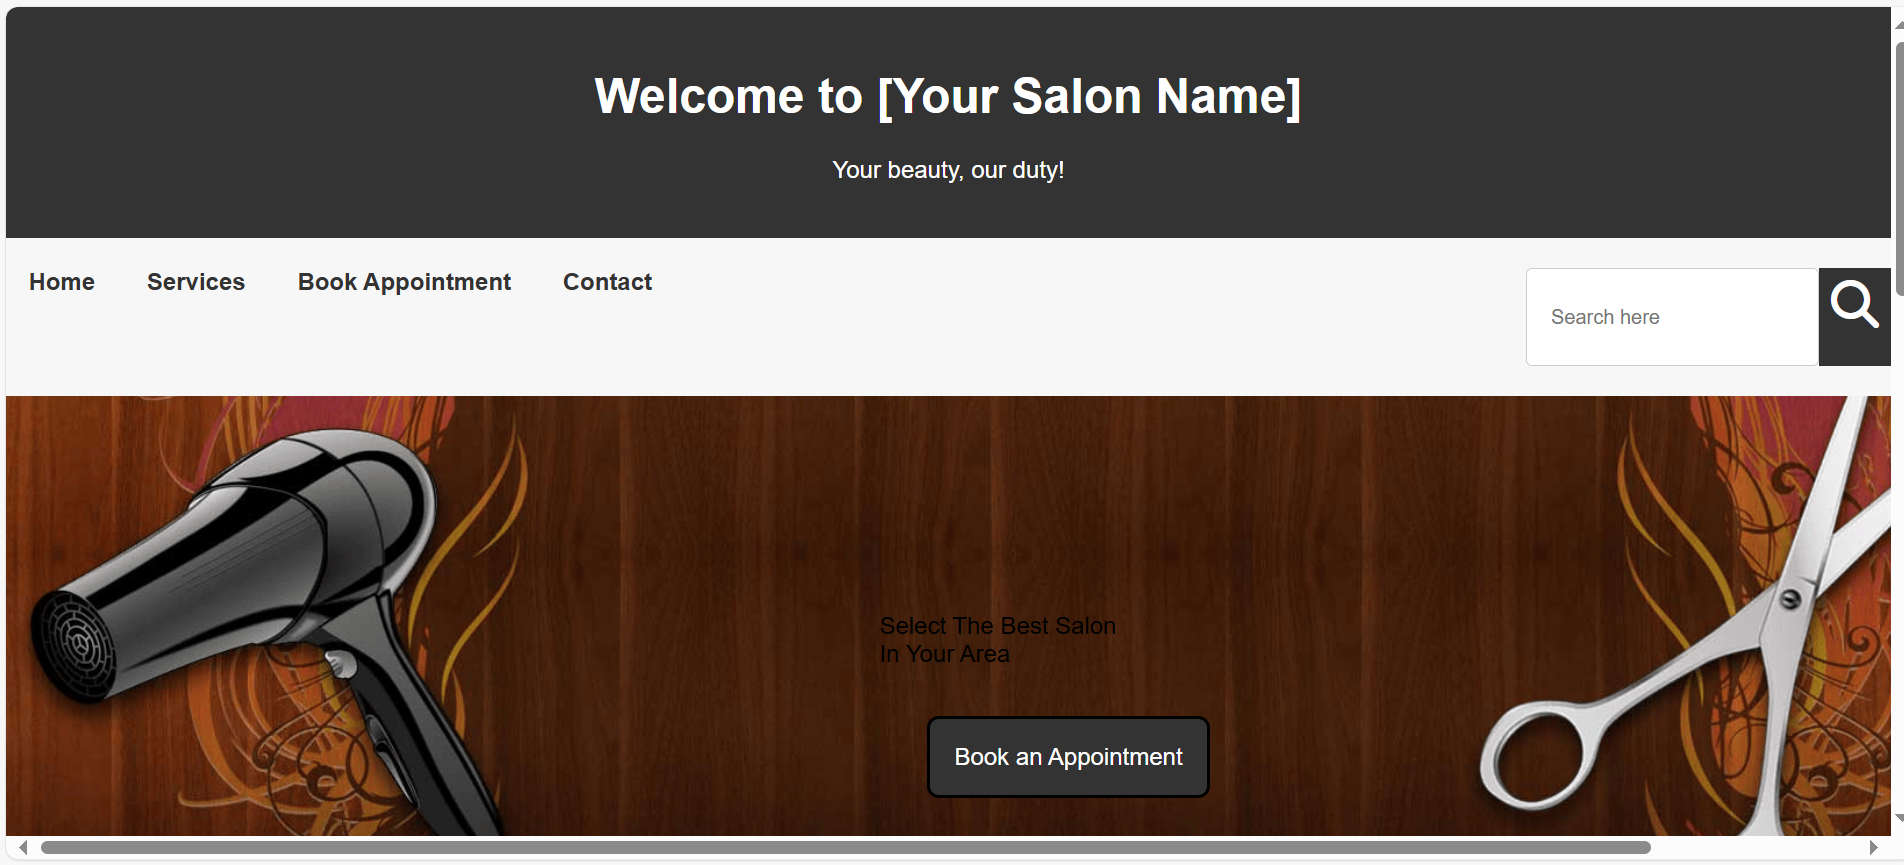 Welcome to [Your Salon Name]
Your beauty, our duty!
Home Services Book Appointment Contact
Search here
Select The Best Salon
In Your Area
Book an Appointment